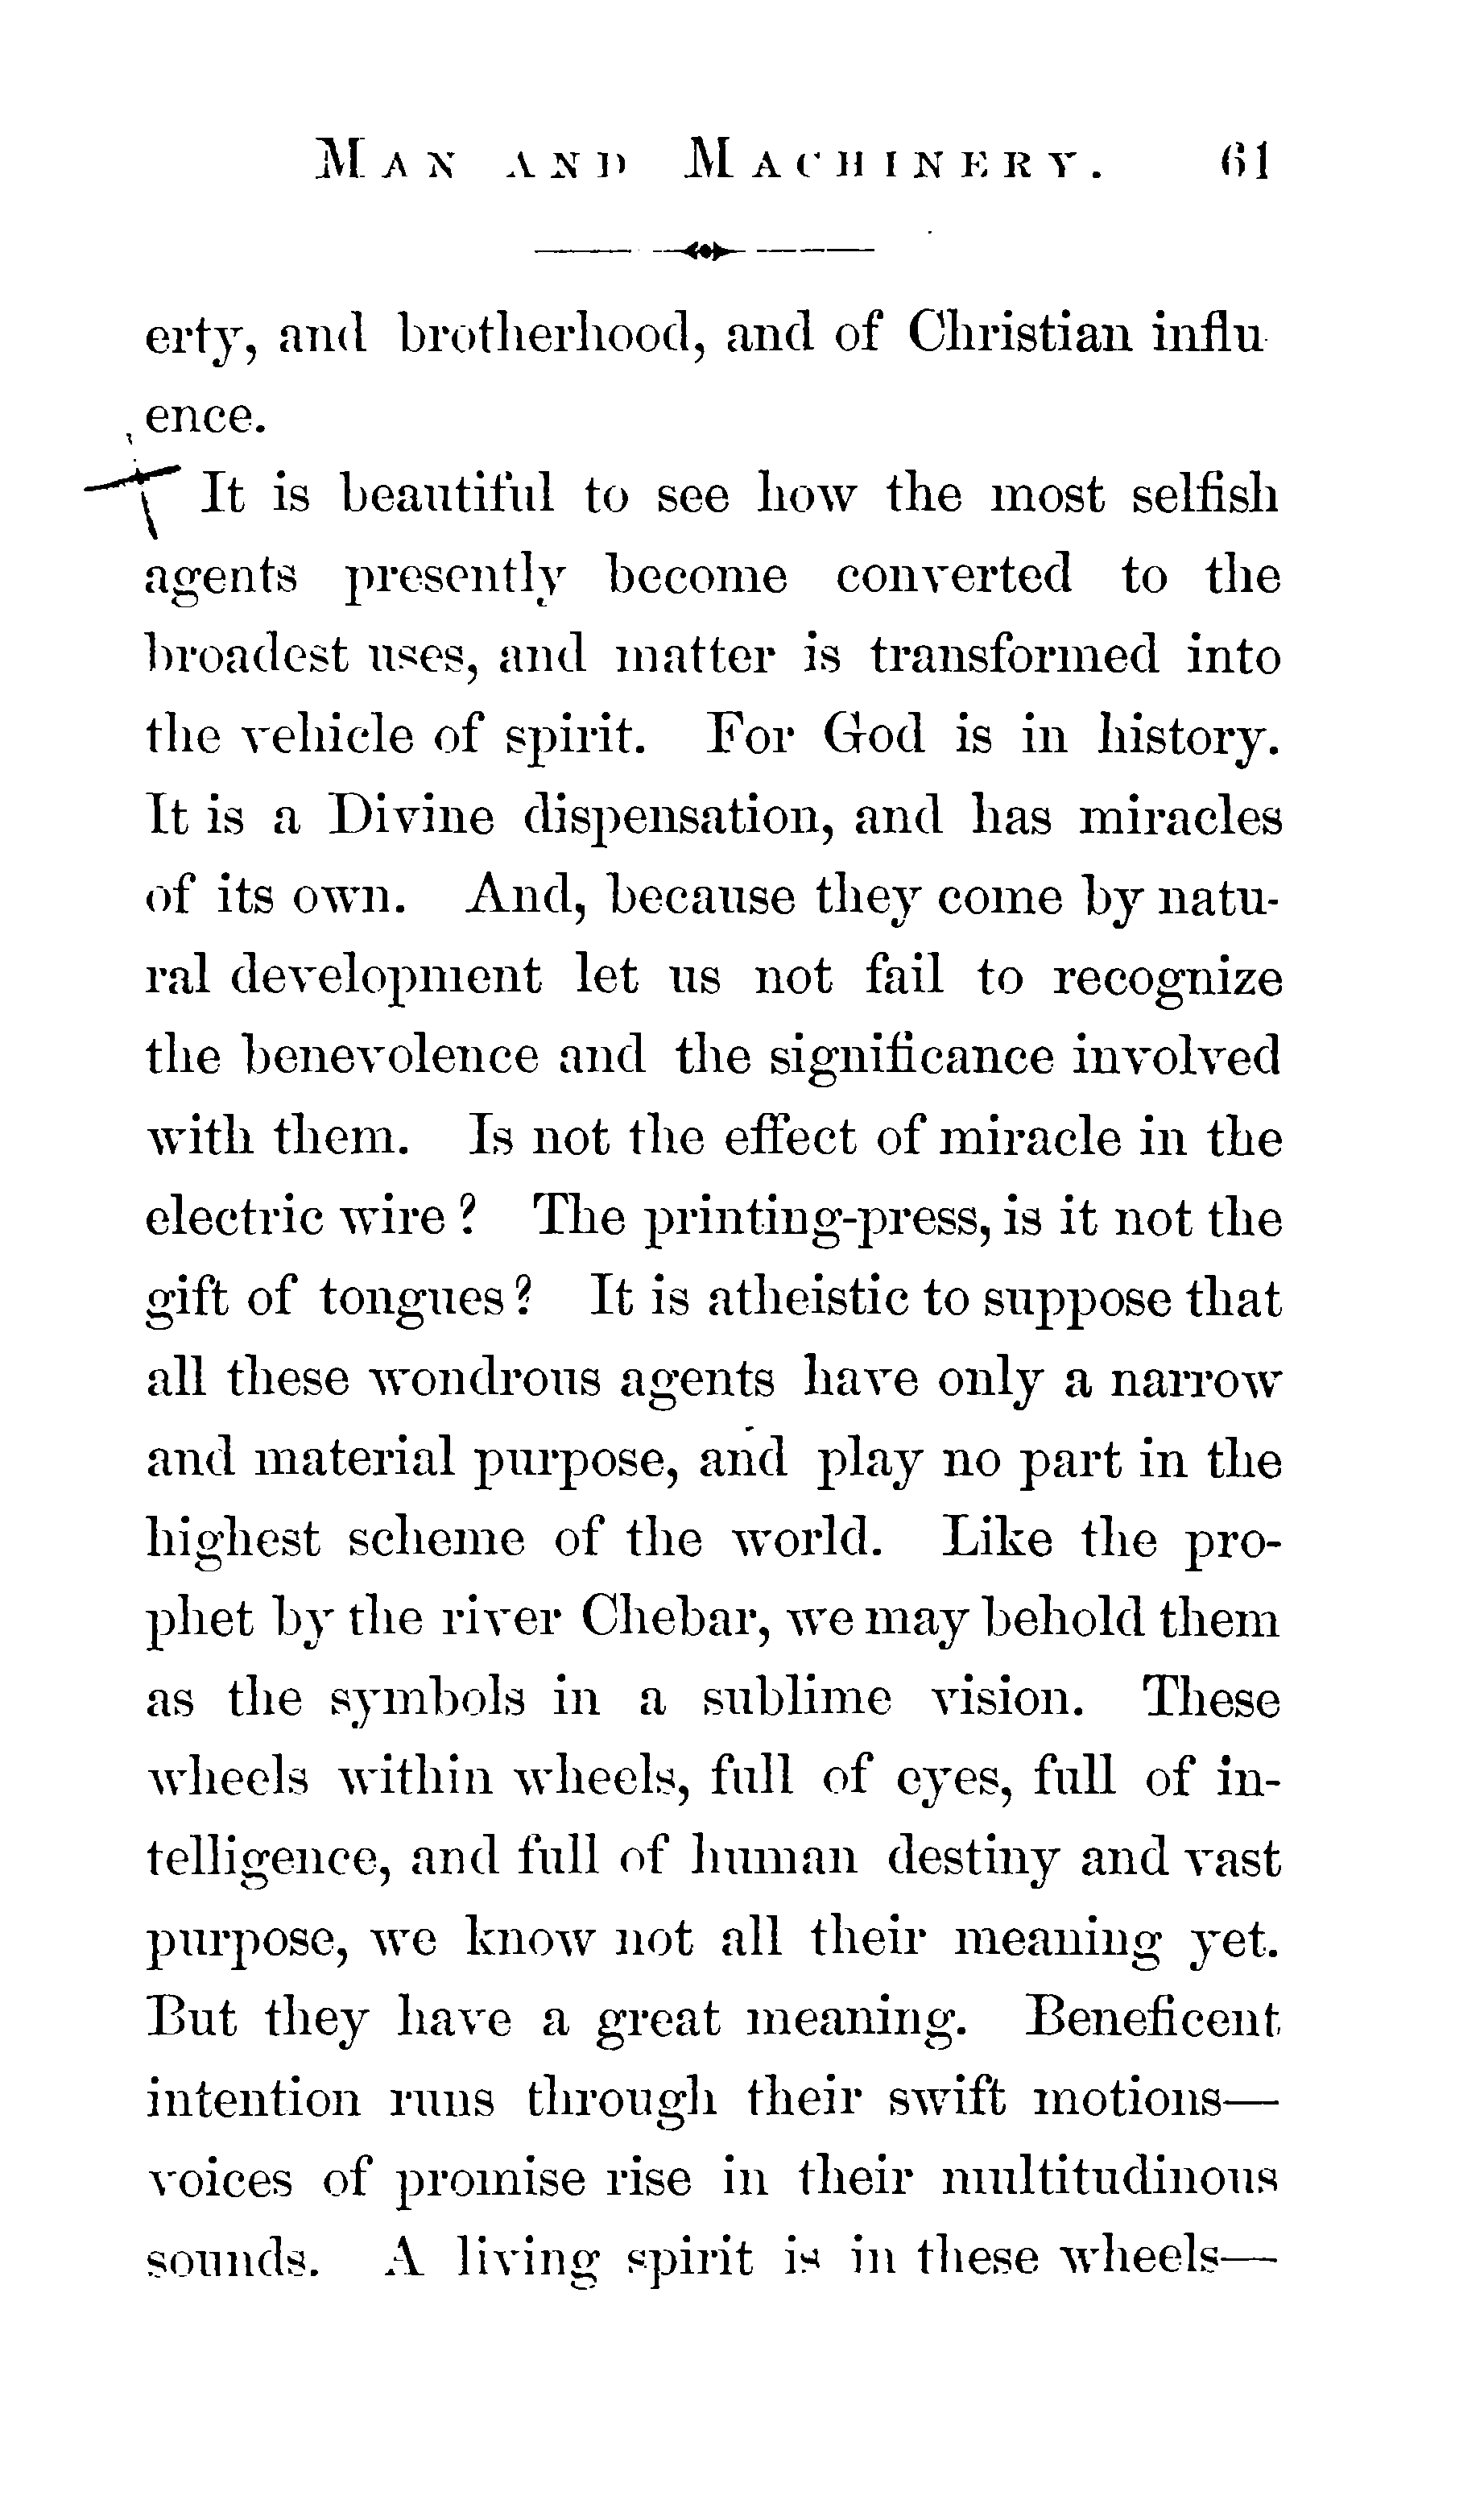 MAN AND MACHINERY. 61
erty, and brotherhood, and of Christian influ-
ence.
It is beautiful to see how the most selfish
agents presently become converted to the
broadest uses, and matter is transformed into
the vehicle of spirit. For God is in history.
It is a Divine dispensation, and has miracles
of its own. And, because they come by natu-
ral development let us not fail to recognize
the benevolence and the significance involved
with them. Is not the effect of miracle in the
electric wire? The printing-press, is it not the
gift of tongues? It is atheistic to suppose that
all these wondrous agents have only a narrow
and material purpose, and play no part in the
highest scheme of the world. Like the pro-
phet by the river Chebar, we may behold them
as the symbols in a sublime vision. These
wheels within wheels, full of eyes, full of in-
telligence, and full of human destiny and vast
purpose, we know not all their meaning yet.
But they have a great meaning. Beneficent
intention runs through their swift motions—
voices of promise rise in their multitudinous
sounds. A living spirit is in these wheels—